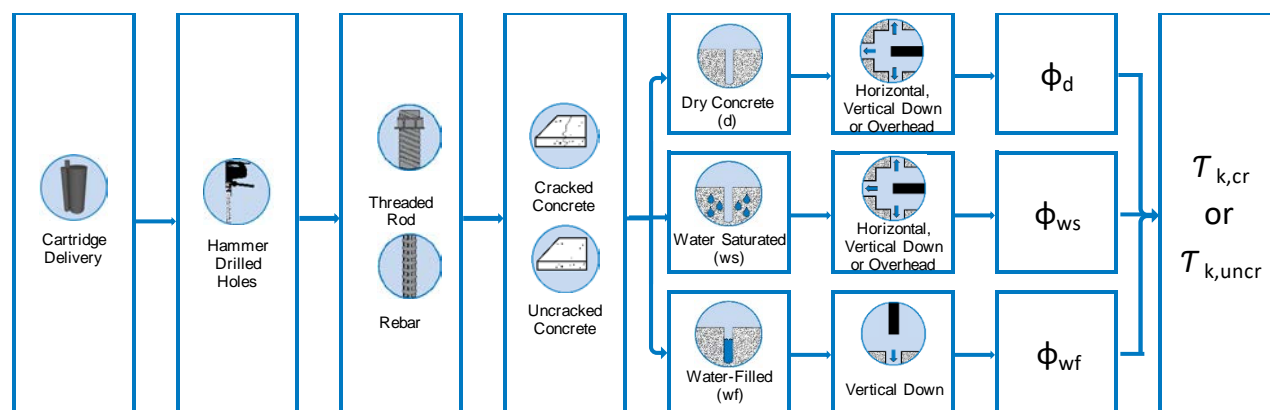 Cartridge
Delivery
Hammer
Drilled
Holes
Threaded
Rod
Rebar
Cracked
Concrete
Uncracked
Concrete
Dry Concrete
(d)
Horizontal,
Vertical Down
or Overhead
ϕd
Water Saturated
(ws)
Horizontal,
Vertical Down
or Overhead
ϕws
Water-Filled
(wf)
Vertical Down
ϕwf
τk,cr
or
τk,uncr